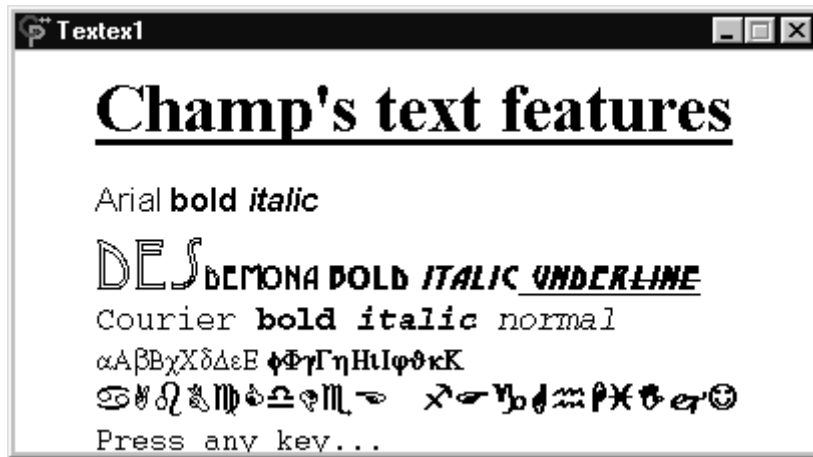 Textex1
Champ's text features
Arial bold italic
DESDEMONA BOLD ITALIC UNDERLINE
Courier bold italic normal
αΑβΒχΧδΔεΕ φΦγΓηΗιΙφϑκΚ
♋✌♌✍♍👍♎👎♏☜ ♐☞♑☝♒☟♓🖐er☺
Press any key...